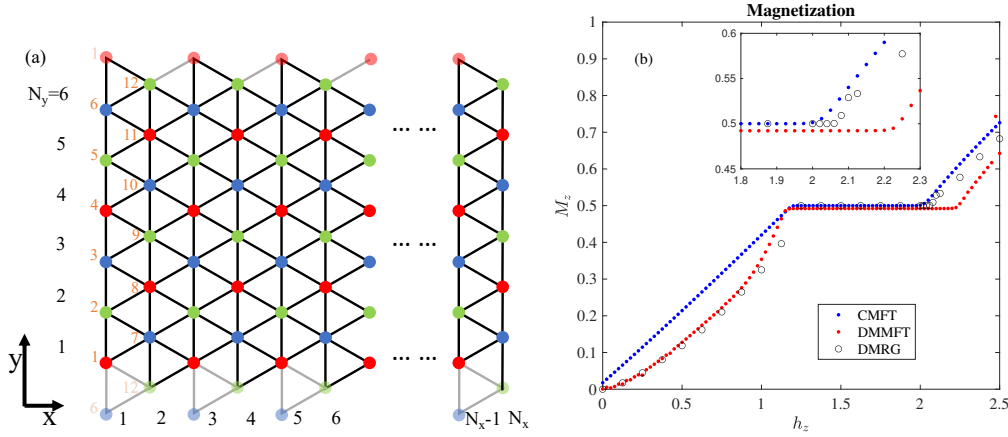 (a)
1
12
N_y=6
6
11
5
5
10
4
4
9
3
3
8
2
2
7
1
1
12
6
y
x
1 2 3 4 5 6 N_x-1 N_x
... ...
... ...
... ...
Magnetization
(b)
M_z
1
0.9
0.8
0.7
0.6
0.5
0.4
0.3
0.2
0.1
0
0 0.5 1 1.5 2 2.5
h_z
0.6
0.5
0.45
1.8 1.9 2 2.1 2.2 2.3
CMFT
DMMFT
DMRG